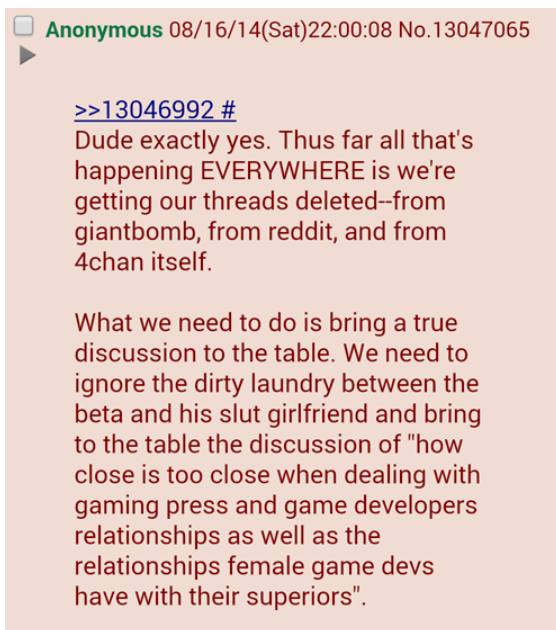 Anonymous 08/16/14(Sat)22:00:08 No.13047065
>>13046992 #
Dude exactly yes. Thus far all that's
happening EVERYWHERE is we're
getting our threads deleted--from
giantbomb, from reddit, and from
4chan itself.
What we need to do is bring a true
discussion to the table. We need to
ignore the dirty laundry between the
beta and his slut girlfriend and bring
to the table the discussion of "how
close is too close when dealing with
gaming press and game developers
relationships as well as the
relationships female game devs
have with their superiors".